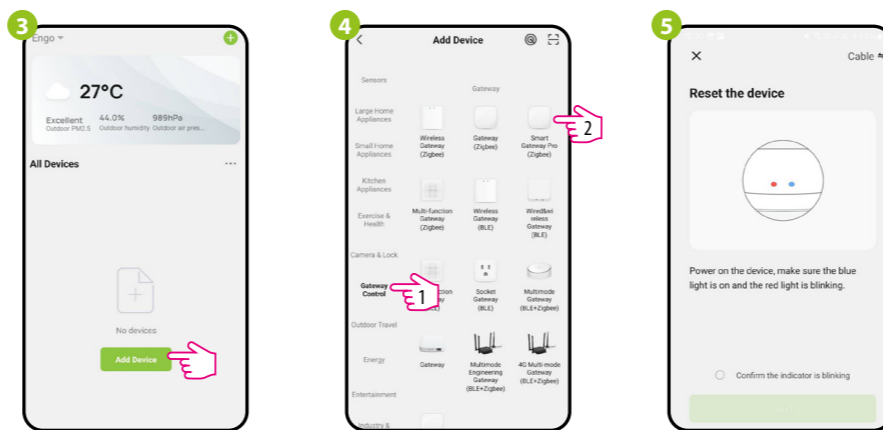 3
Engo
27°C
Excellent 44.0% 989hPa
Outdoor PM2.5 Outdoor humidity Outdoor air pres...
All Devices ...
No devices
Add Device
4
Add Device
Sensors
Gateway
Large Home
Appliances
Wireless
Gateway
(Zigbee)
Gateway
(Zigbee)
Smart
Gateway Pro
(Zigbee)
2
Small Home
Appliances
Kitchen
Appliances
Multi-function
Gateway
(Zigbee)
Wireless
Gateway
(BLE)
Wired&wi
reless
Gateway
(BLE)
Exercise &
Health
Camera & Lock
Gateway
Control
1
Socket
Gateway
(BLE)
Multimode
Gateway
(BLE+Zigbee)
Outdoor Travel
Energy
Gateway
Multimode
Engineering
Gateway
(BLE+Zigbee)
4G Multi-mode
Gateway
(BLE+Zigbee)
Entertainment
Industry &
5
Cable
Reset the device
Power on the device, make sure the blue
light is on and the red light is blinking.
Confirm the indicator is blinking